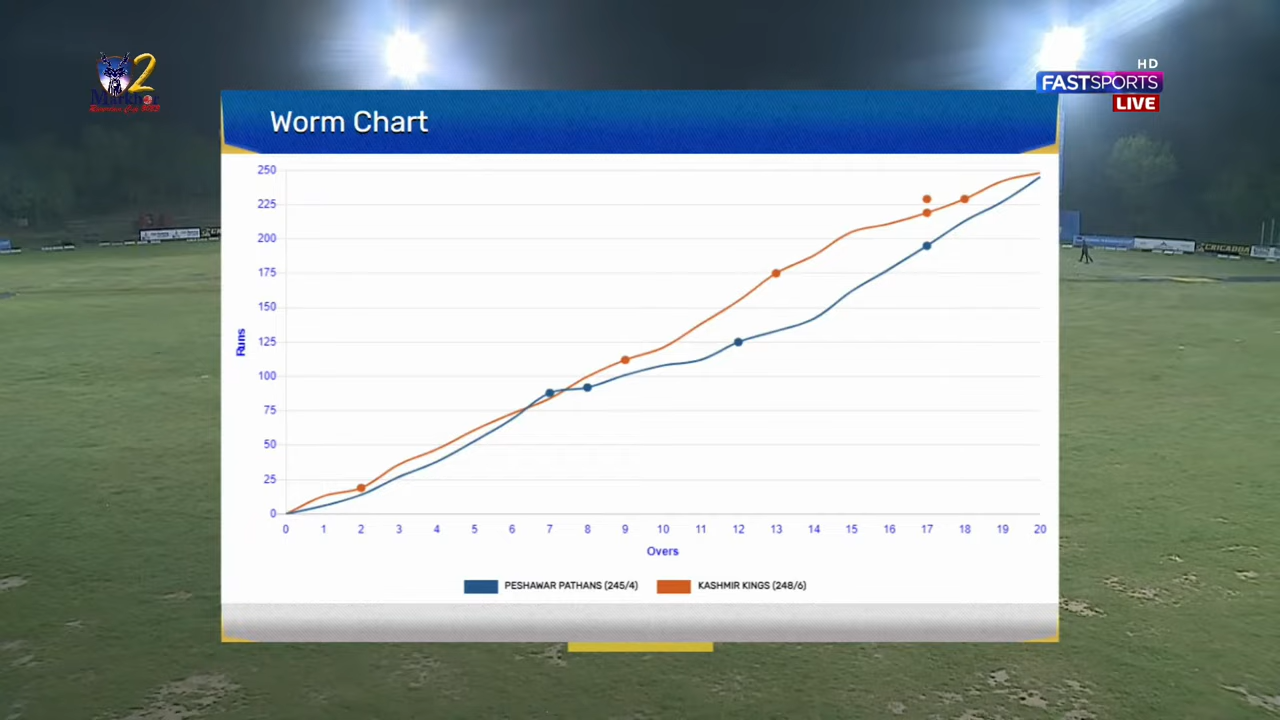 2
Markhor
HD
FASTSPORTS
LIVE
Worm Chart
250
225
200
175
150
125
100
75
50
25
0
Runs
0 1 2 3 4 5 6 7 8 9 10 11 12 13 14 15 16 17 18 19 20
Overs
PESHAWAR PATHANS (245/4) KASHMIR KINGS (248/6)